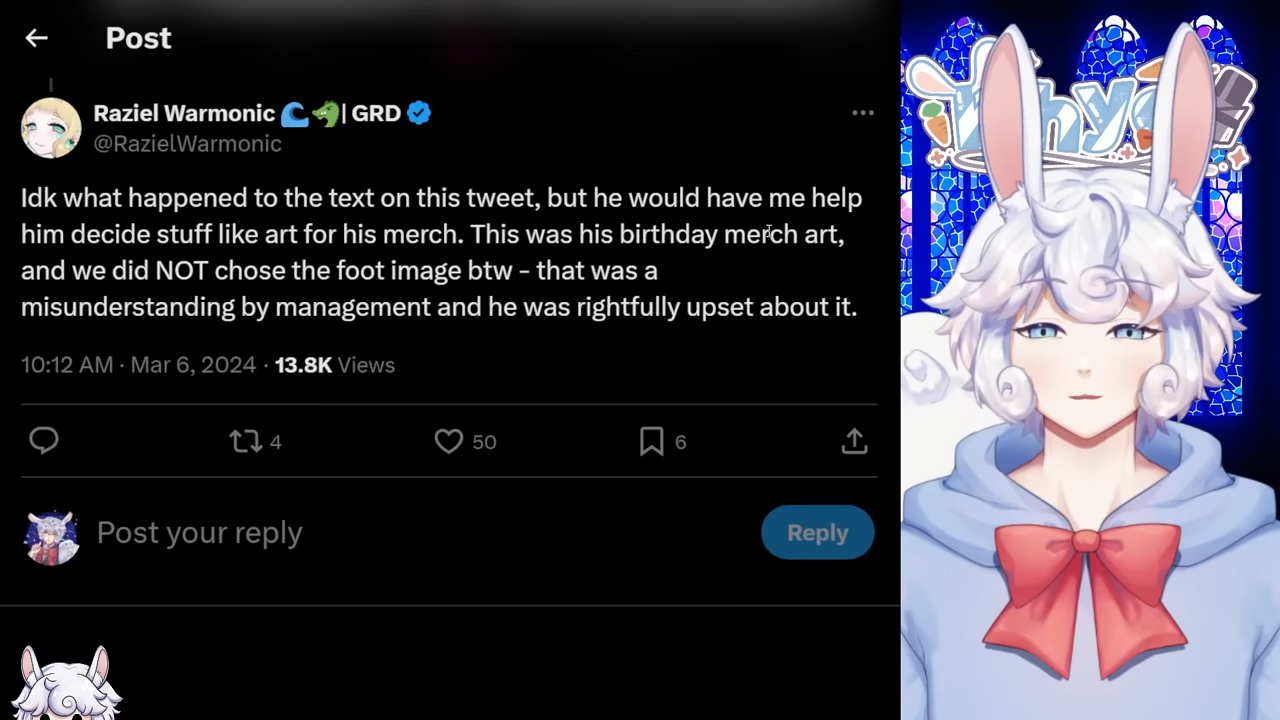 Post
Raziel Warmonic 🌊🐉| GRD
@RazielWarmonic
Idk what happened to the text on this tweet, but he would have me help
him decide stuff like art for his merch. This was his birthday merch art,
and we did NOT chose the foot image btw - that was a
misunderstanding by management and he was rightfully upset about it.
10:12 AM · Mar 6, 2024 · 13.8K Views
4
50
6
Post your reply
Reply